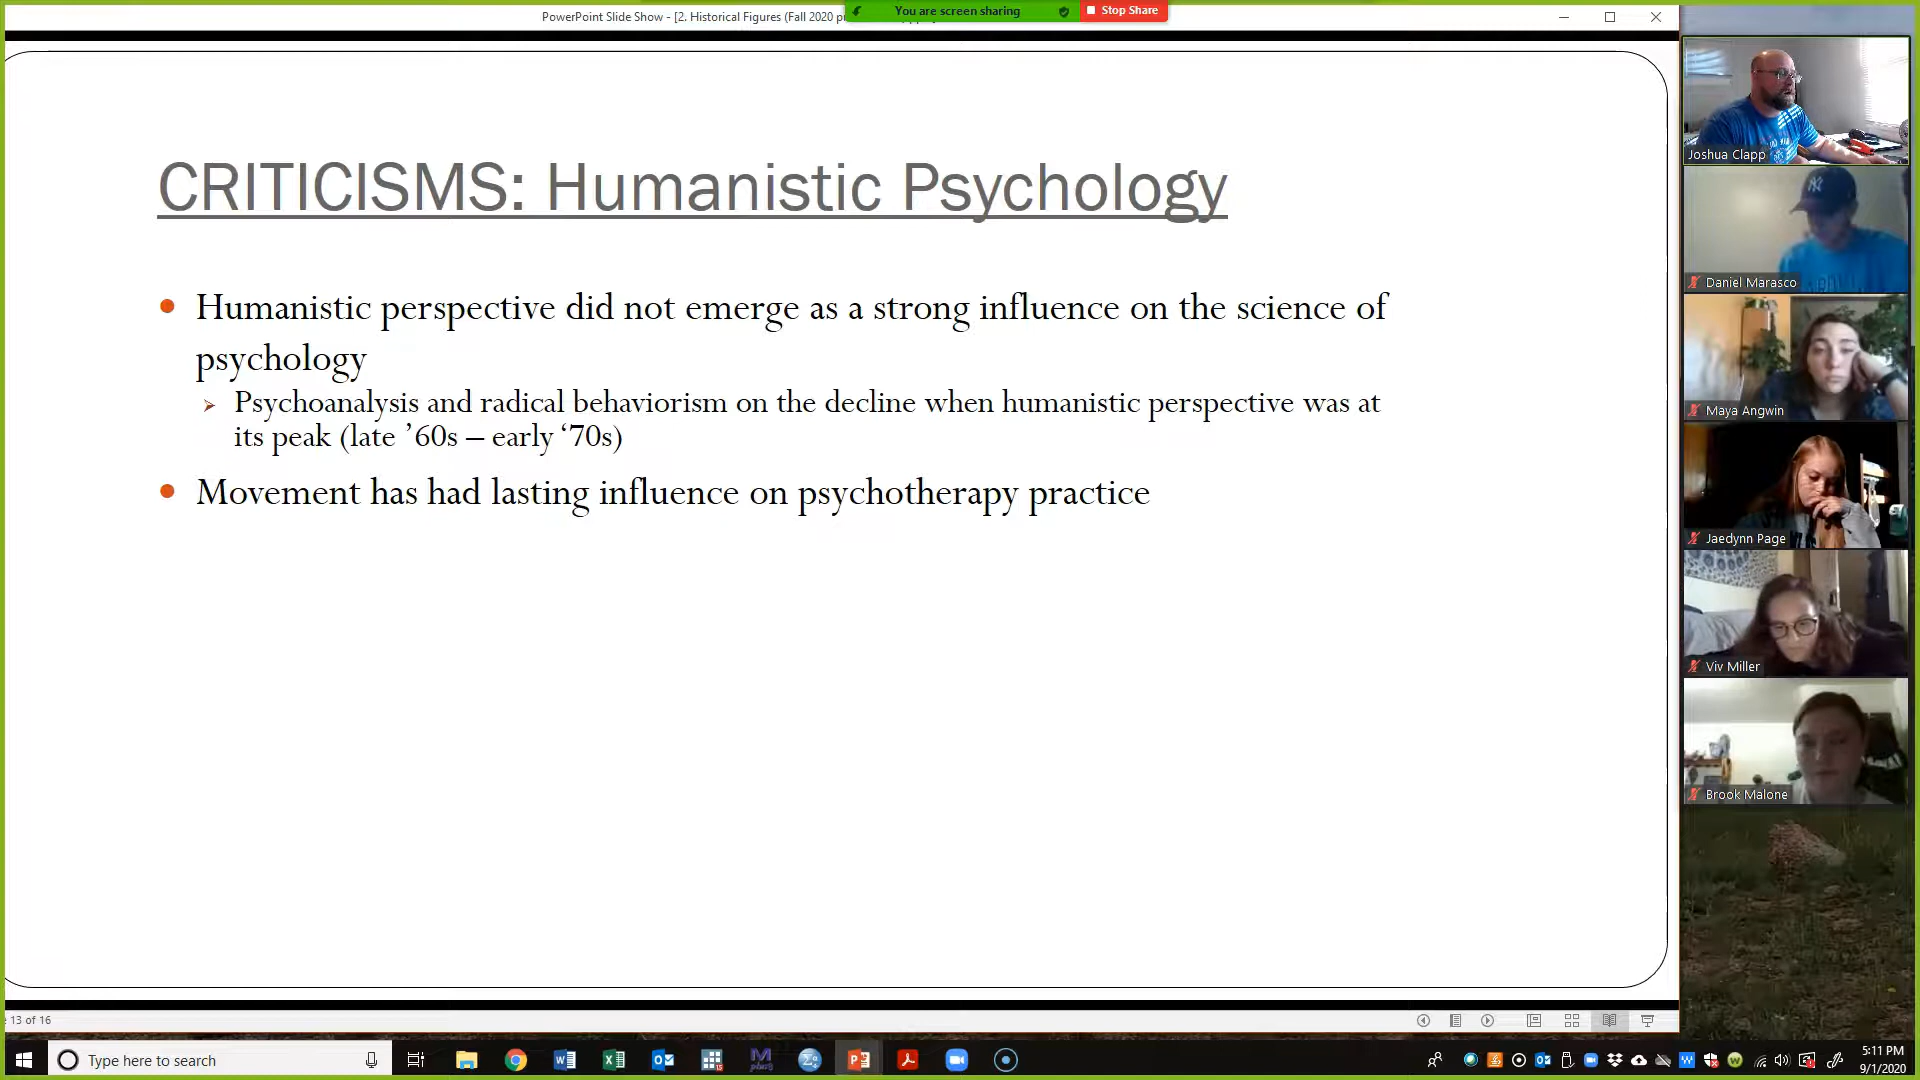 PowerPoint Slide Show - [2. Historical Figures (Fall 2020
You are screen sharing
Stop Share
CRITICISMS: Humanistic Psychology
Humanistic perspective did not emerge as a strong influence on the science of
psychology
Psychoanalysis and radical behaviorism on the decline when humanistic perspective was at
its peak (late ’60s – early ‘70s)
Movement has had lasting influence on psychotherapy practice
Joshua Clapp
Daniel Marasco
Maya Angwin
Jaedynn Page
Viv Miller
Brook Malone
13 of 16
Type here to search
5:11 PM
9/1/2020